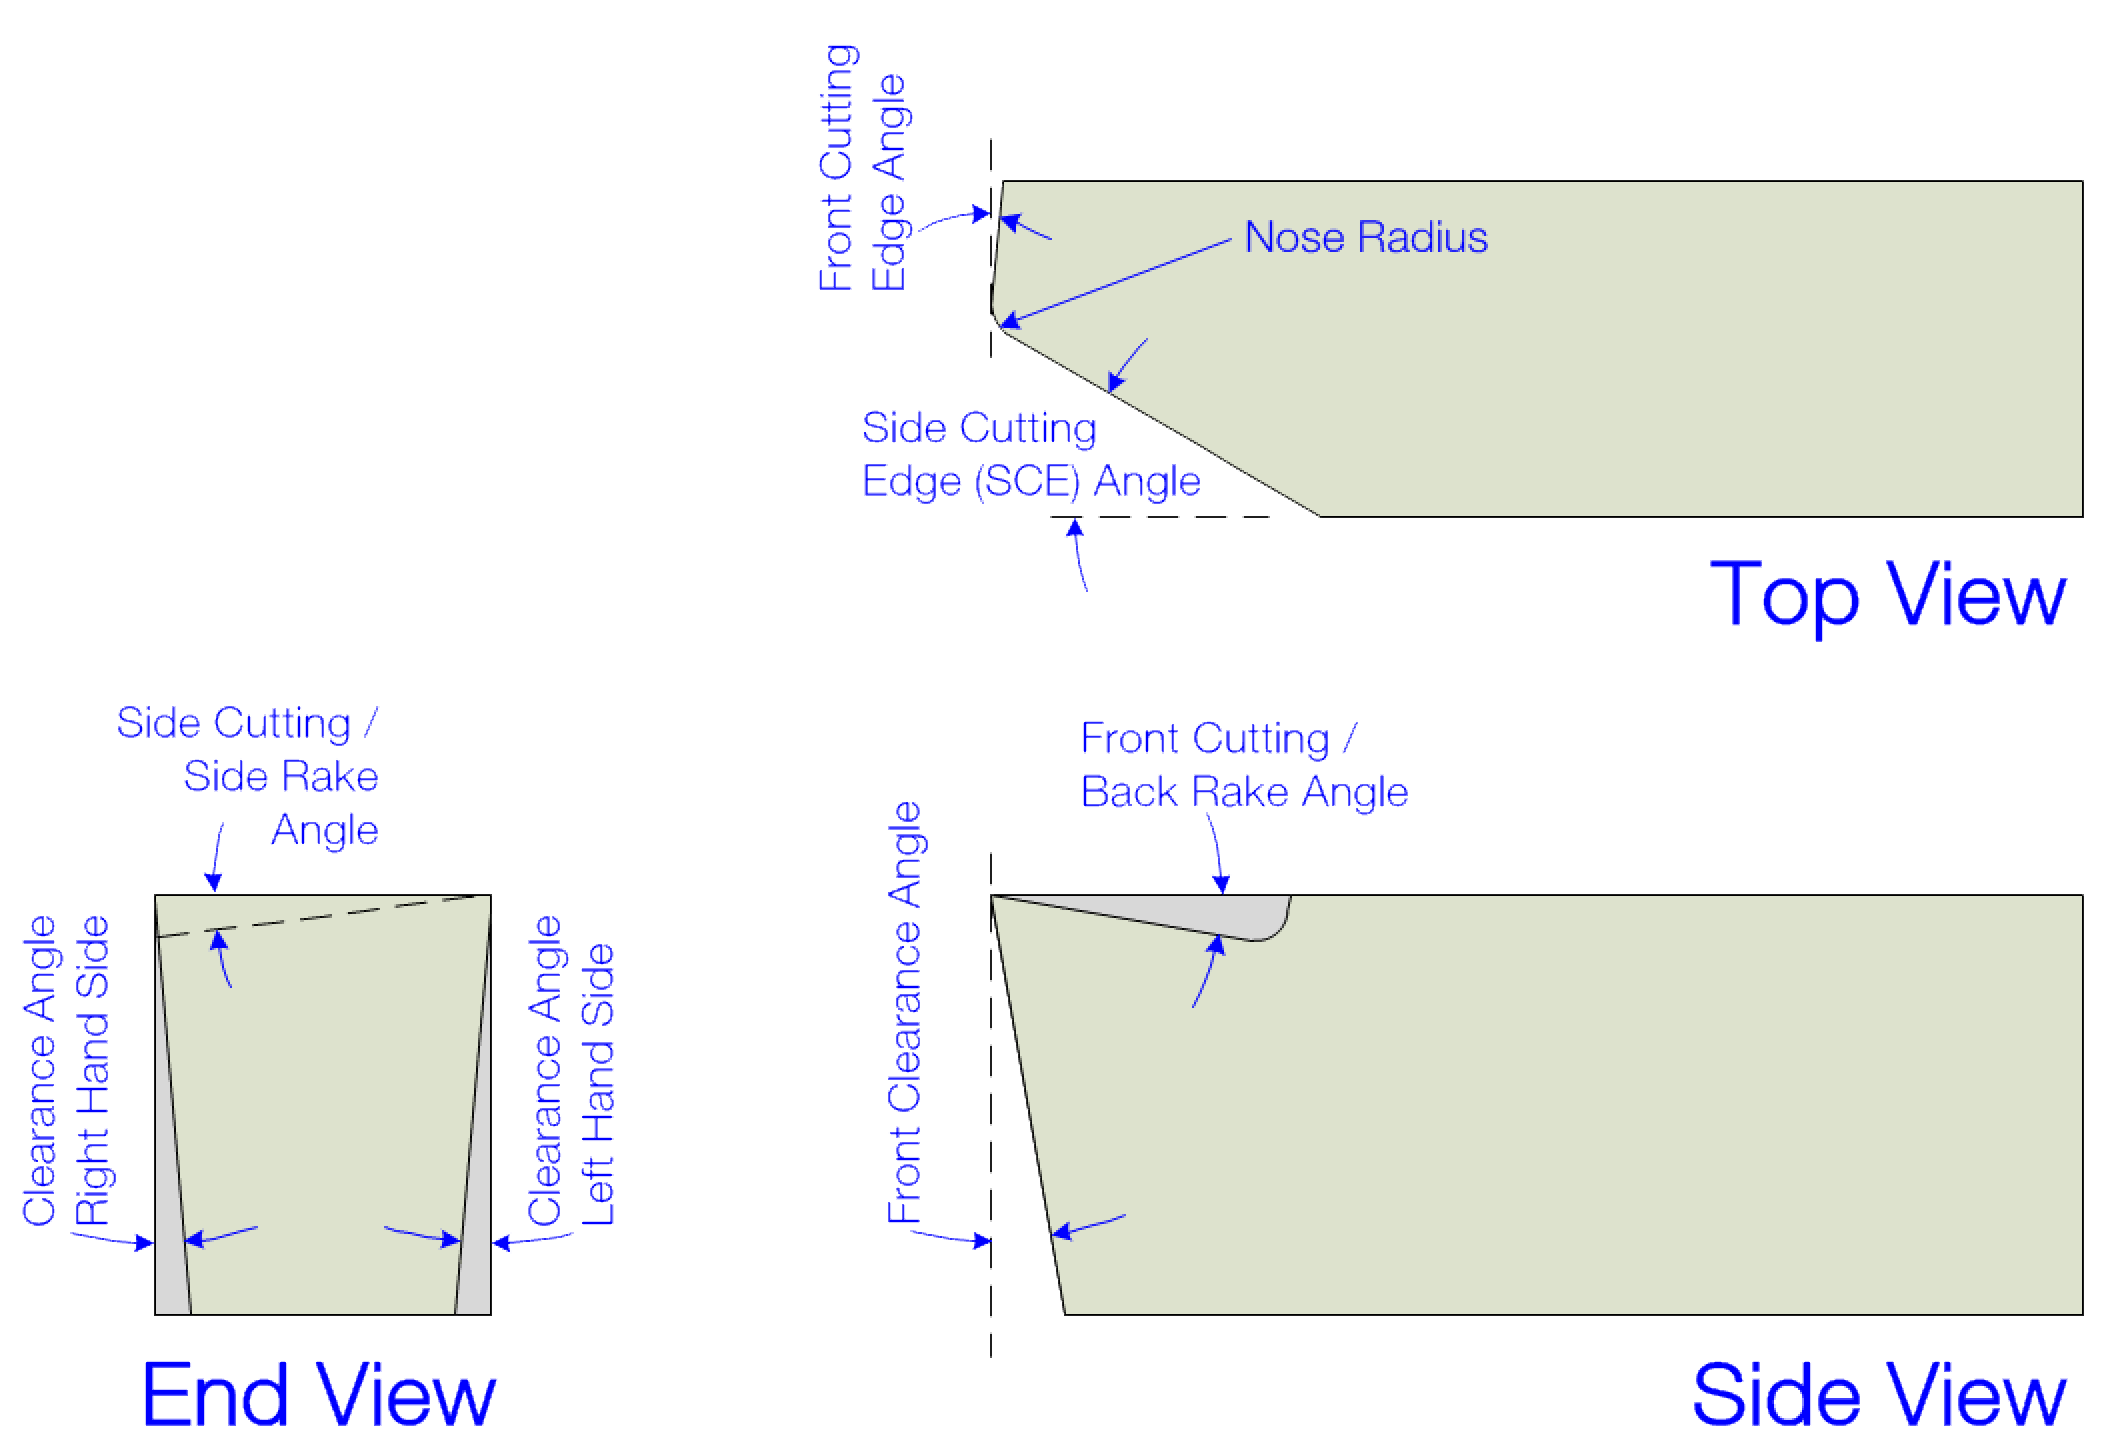 Front Cutting
Edge Angle
Nose Radius
Side Cutting
Edge (SCE) Angle
Top View
Side Cutting /
Side Rake
Angle
Clearance Angle
Right Hand Side
Clearance Angle
Left Hand Side
End View
Front Cutting /
Back Rake Angle
Front Clearance Angle
Side View